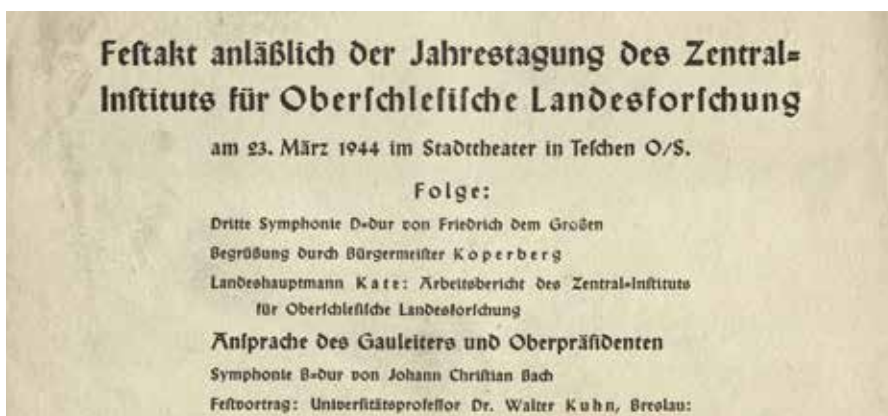 Feſtakt anläßlich der Jahrestagung des Zentral=
Inſtituts für Oberſchleſiſche Landesforſchung
am 23. März 1944 im Stadttheater in Teſchen O/S.
Folge:
Dritte Symphonie D=dur von Friedrich dem Großen
Begrüßung durch Bürgermeiſter Koperberg
Landeshauptmann Kate: Arbeitsbericht des Zentral=Inſtituts
für Oberſchleſiſche Landesforſchung
Anſprache des Gauleiters und Oberpräſidenten
Symphonie B=dur von Johann Chriſtian Bach
Feſtvortrag: Univerſitätsprofeſſor Dr. Walter Kuhn, Breslau: